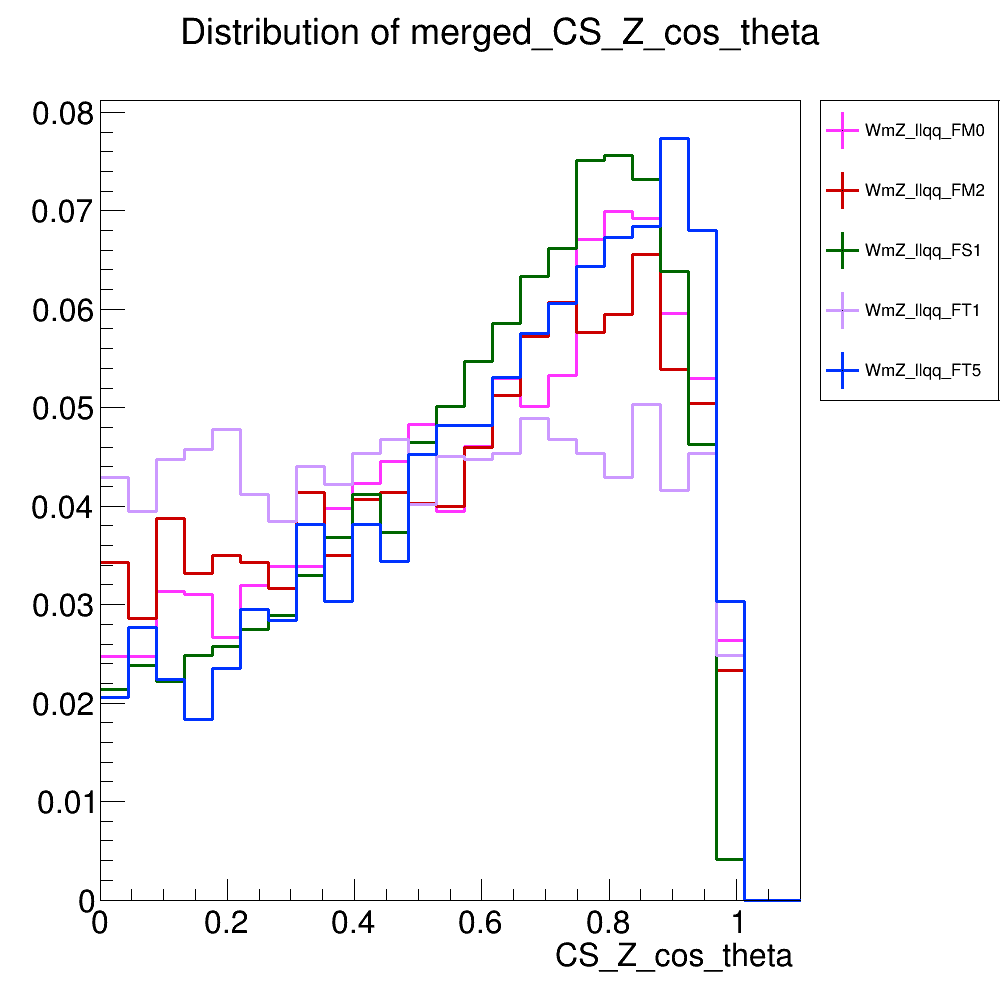 Distribution of merged_CS_Z_cos_theta
0.08
0.07
0.06
0.05
0.04
0.03
0.02
0.01
0
0 0.2 0.4 0.6 0.8 1
CS_Z_cos_theta
WmZ_llqq_FM0
WmZ_llqq_FM2
WmZ_llqq_FS1
WmZ_llqq_FT1
WmZ_llqq_FT5